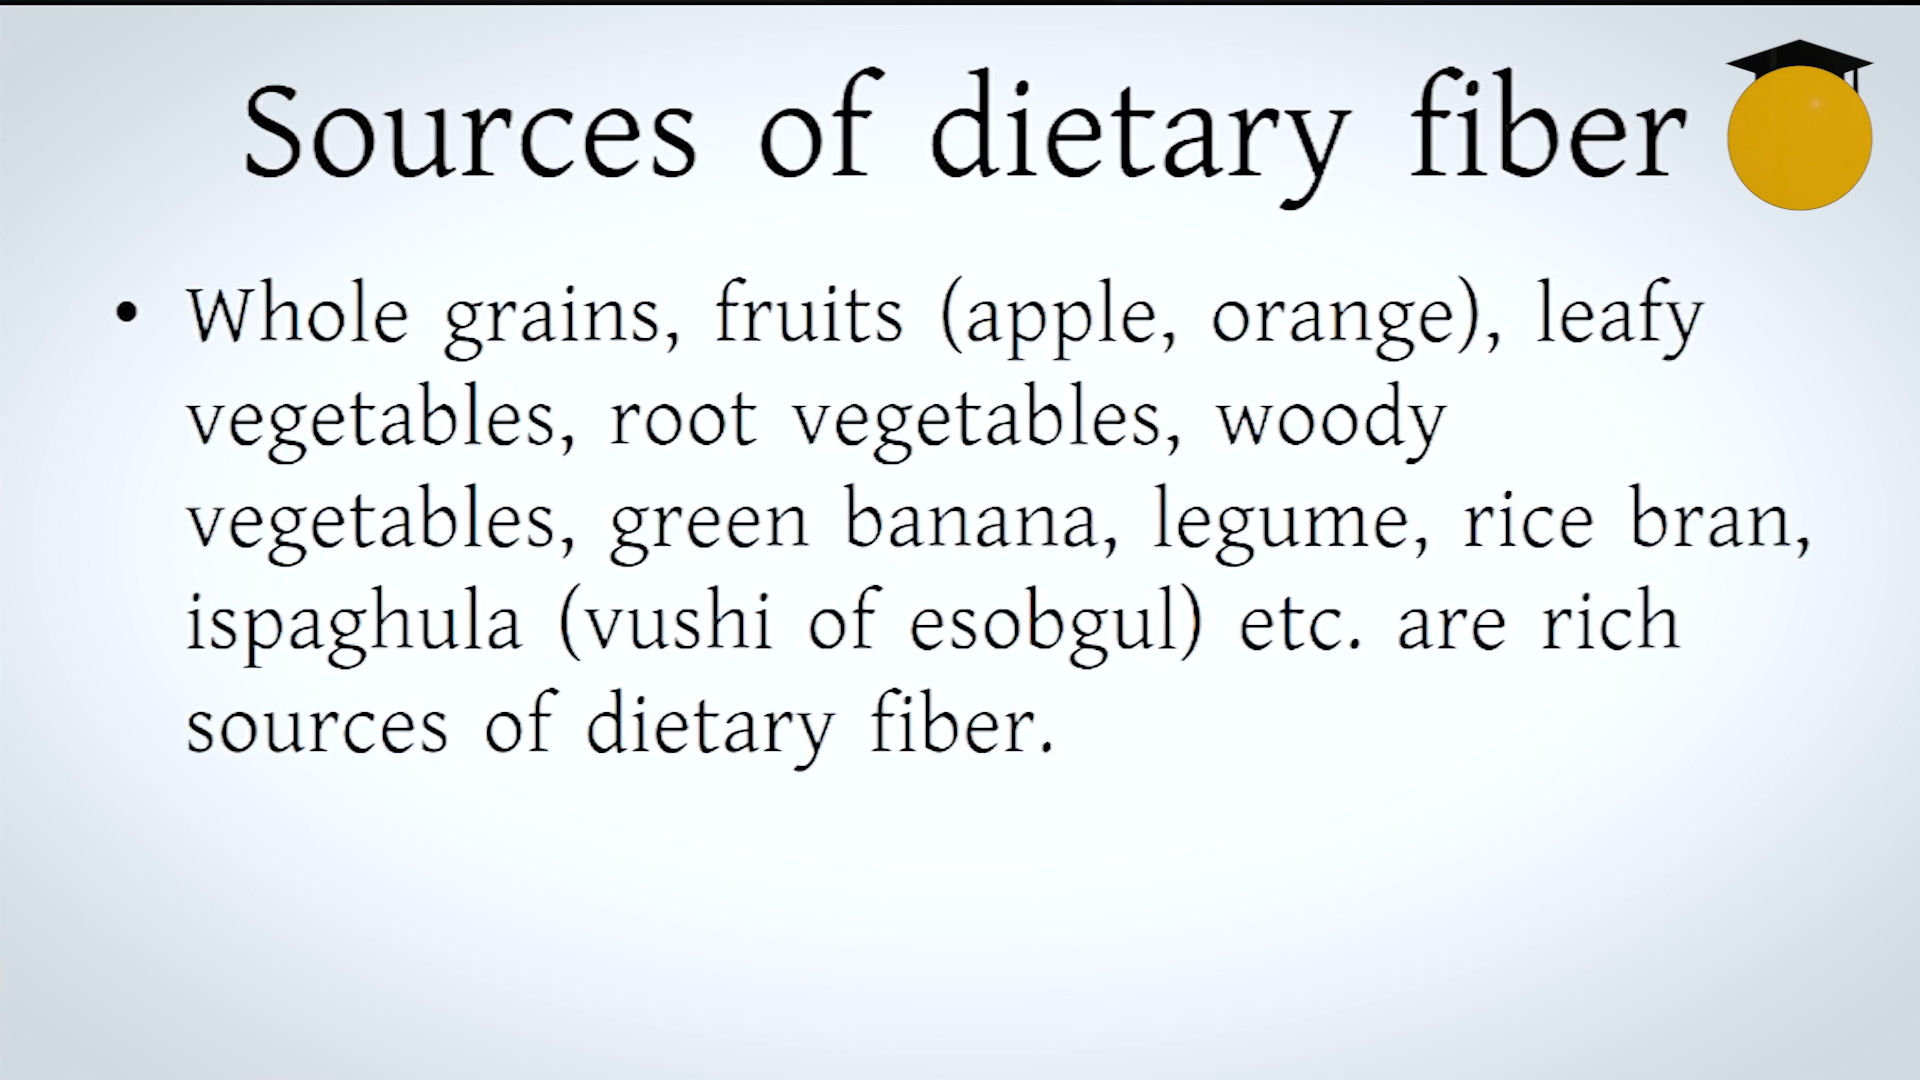 Sources of dietary fiber
• Whole grains, fruits (apple, orange), leafy
vegetables, root vegetables, woody
vegetables, green banana, legume, rice bran,
ispaghula (vushi of esobgul) etc. are rich
sources of dietary fiber.